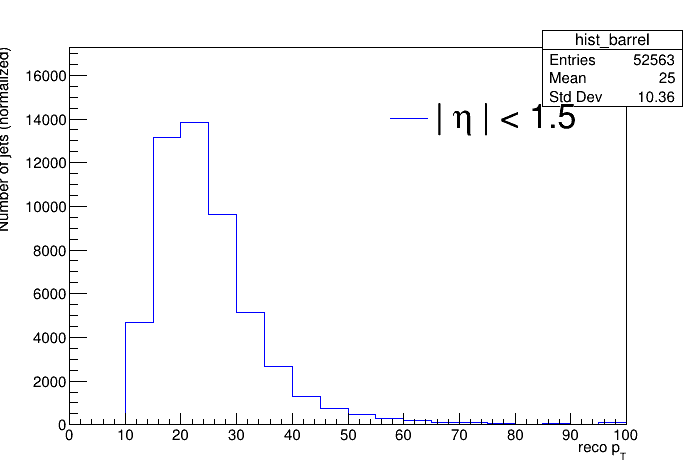 hist_barrel
Entries 52563
Mean 25
Std Dev 10.36
| η | < 1.5
Number of jets (normalized)
16000
14000
12000
10000
8000
6000
4000
2000
0
0 10 20 30 40 50 60 70 80 90 100
reco p_T